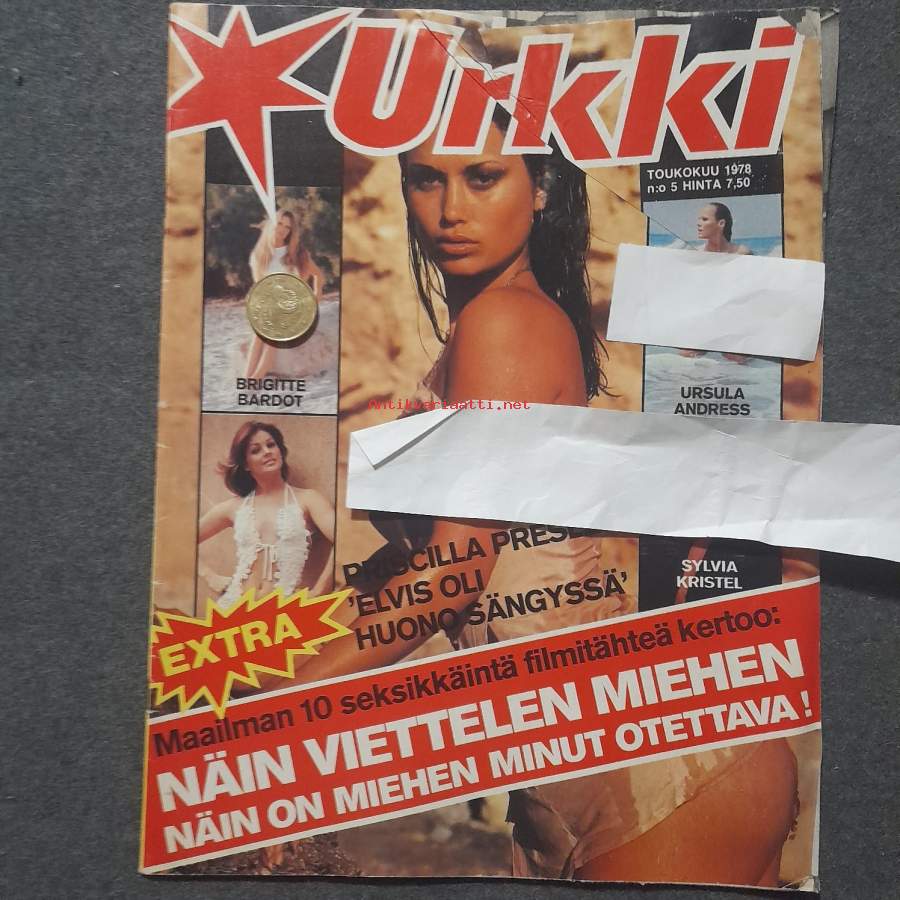 Urkki
TOUKOKUU 1978
n:o 5 HINTA 7,50
BRIGITTE
BARDOT
URSULA
ANDRESS
Antikvariaatti.net
SYLVIA
KRISTEL
PRISCILLA
'ELVIS OLI
HUONO SÄNGYSSÄ'
EXTRA
Maailman 10 seksikkäintä filmitähteä kertoo:
NÄIN VIETTELEN MIEHEN
NÄIN ON MIEHEN MINUT OTETTAVA!